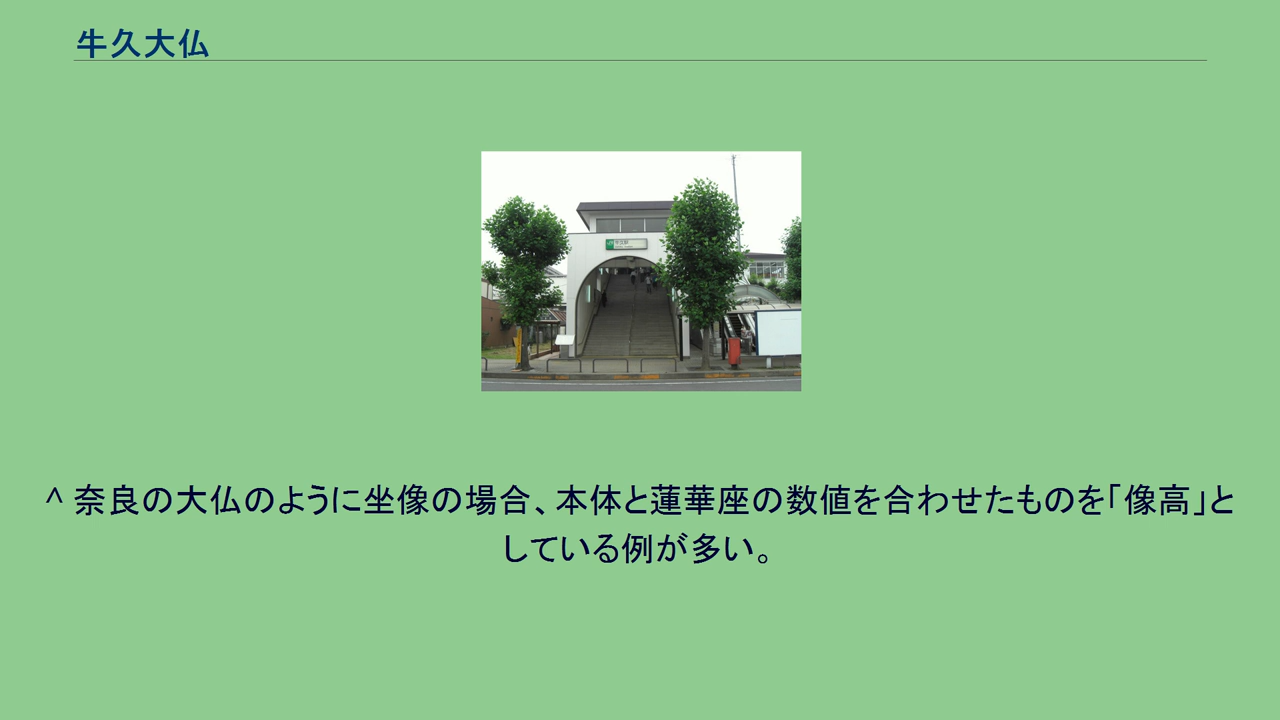 牛久大仏
^ 奈良の大仏のように坐像の場合、本体と蓮華座の数値を合わせたものを「像高」と
している例が多い。